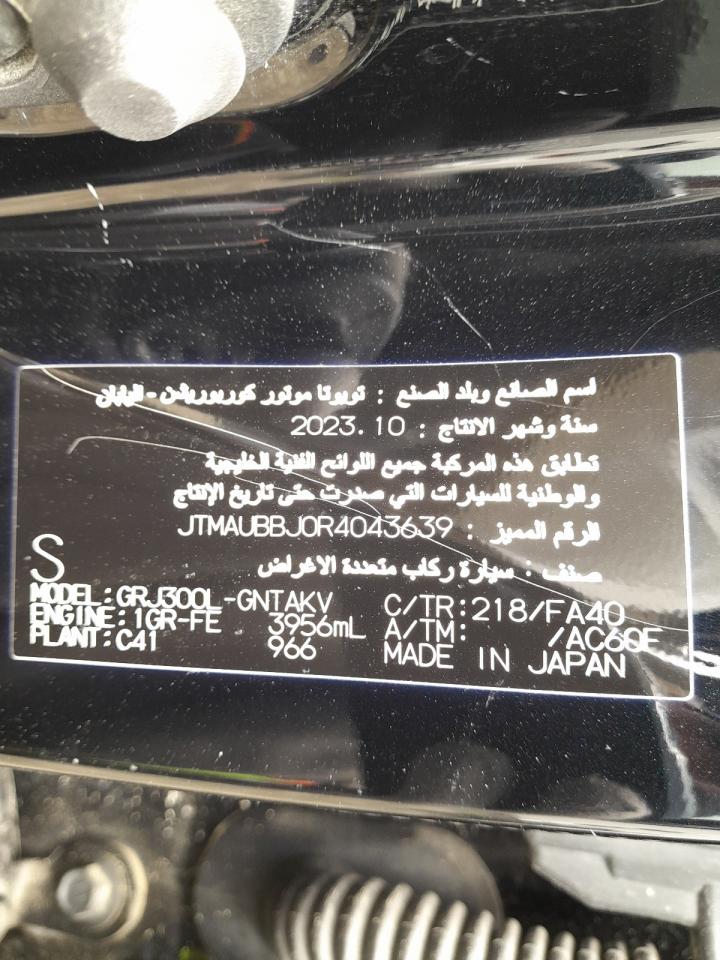 اسم الصانع وبلد الصنع : تويوتا موتور كوربوريشن - اليابان
سنة وشهر الانتاج : 2023.10
تطابق هذه المركبة جميع اللوائح الفنية الخليجية
والوطنية للسيارات التي صدرت حتى تاريخ الإنتاج
الرقم المميز : JTMAUBBJ0R4043639
صنف : سيارة ركاب متعددة الاغراض
S
MODEL:GRJ300L-GNTAKV C/TR:218/FA40
ENGINE:1GR-FE 3956mL A/TM: /AC60F
PLANT:C41 966 MADE IN JAPAN